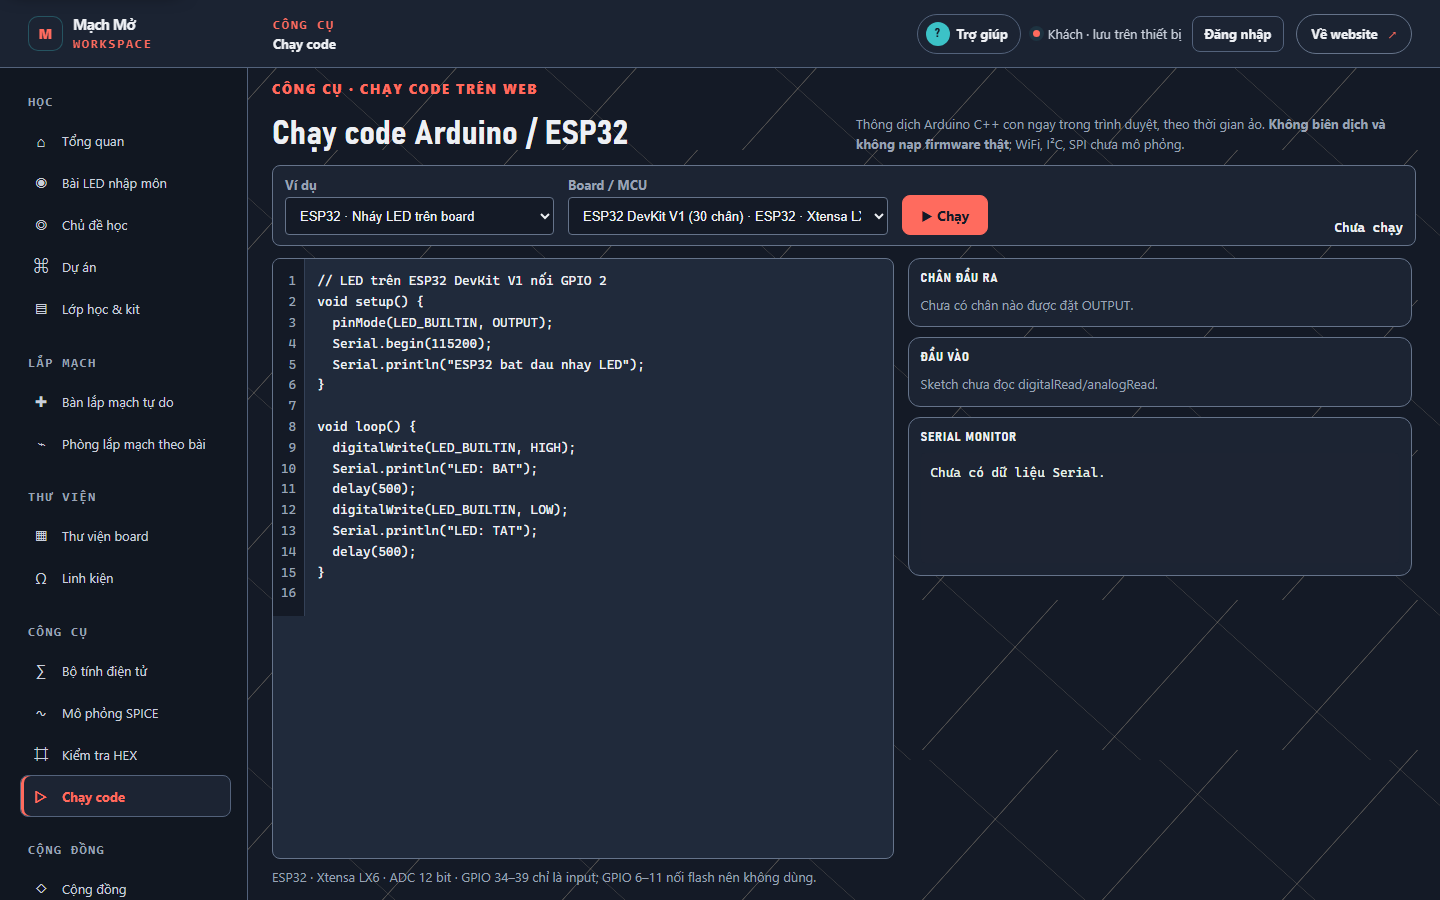 M
Mạch Mở
WORKSPACE
CÔNG CỤ
Chạy code
?
Trợ giúp
Khách · lưu trên thiết bị
Đăng nhập
Về website ↗
HỌC
Tổng quan
Bài LED nhập môn
Chủ đề học
Dự án
Lớp học & kit
LẮP MẠCH
Bàn lắp mạch tự do
Phòng lắp mạch theo bài
THƯ VIỆN
Thư viện board
Linh kiện
CÔNG CỤ
Bộ tính điện tử
Mô phỏng SPICE
Kiểm tra HEX
Chạy code
CỘNG ĐỒNG
Cộng đồng
CÔNG CỤ · CHẠY CODE TRÊN WEB
Chạy code Arduino / ESP32
Thông dịch Arduino C++ con ngay trong trình duyệt, theo thời gian ảo. Không biên dịch và
không nạp firmware thật; WiFi, I²C, SPI chưa mô phỏng.
Ví dụ
ESP32 · Nháy LED trên board
Board / MCU
ESP32 DevKit V1 (30 chân) · ESP32 · Xtensa LX
▶ Chạy
Chưa chạy
1 // LED trên ESP32 DevKit V1 nối GPIO 2
2 void setup() {
3 pinMode(LED_BUILTIN, OUTPUT);
4 Serial.begin(115200);
5 Serial.println("ESP32 bat dau nhay LED");
6 }
7
8 void loop() {
9 digitalWrite(LED_BUILTIN, HIGH);
10 Serial.println("LED: BAT");
11 delay(500);
12 digitalWrite(LED_BUILTIN, LOW);
13 Serial.println("LED: TAT");
14 delay(500);
15 }
16
CHÂN ĐẦU RA
Chưa có chân nào được đặt OUTPUT.
ĐẦU VÀO
Sketch chưa đọc digitalRead/analogRead.
SERIAL MONITOR
Chưa có dữ liệu Serial.
ESP32 · Xtensa LX6 · ADC 12 bit · GPIO 34–39 chỉ là input; GPIO 6–11 nối flash nên không dùng.